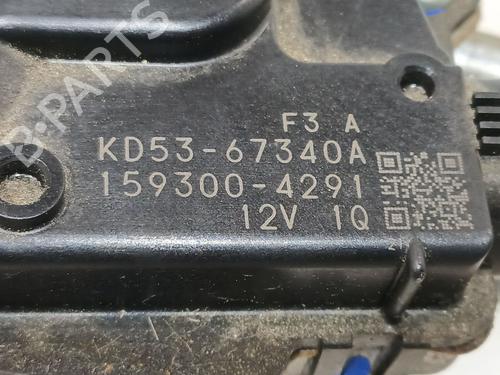 B-PARTS
F3 A
KD53-67340A
159300-4291
12V 1Q